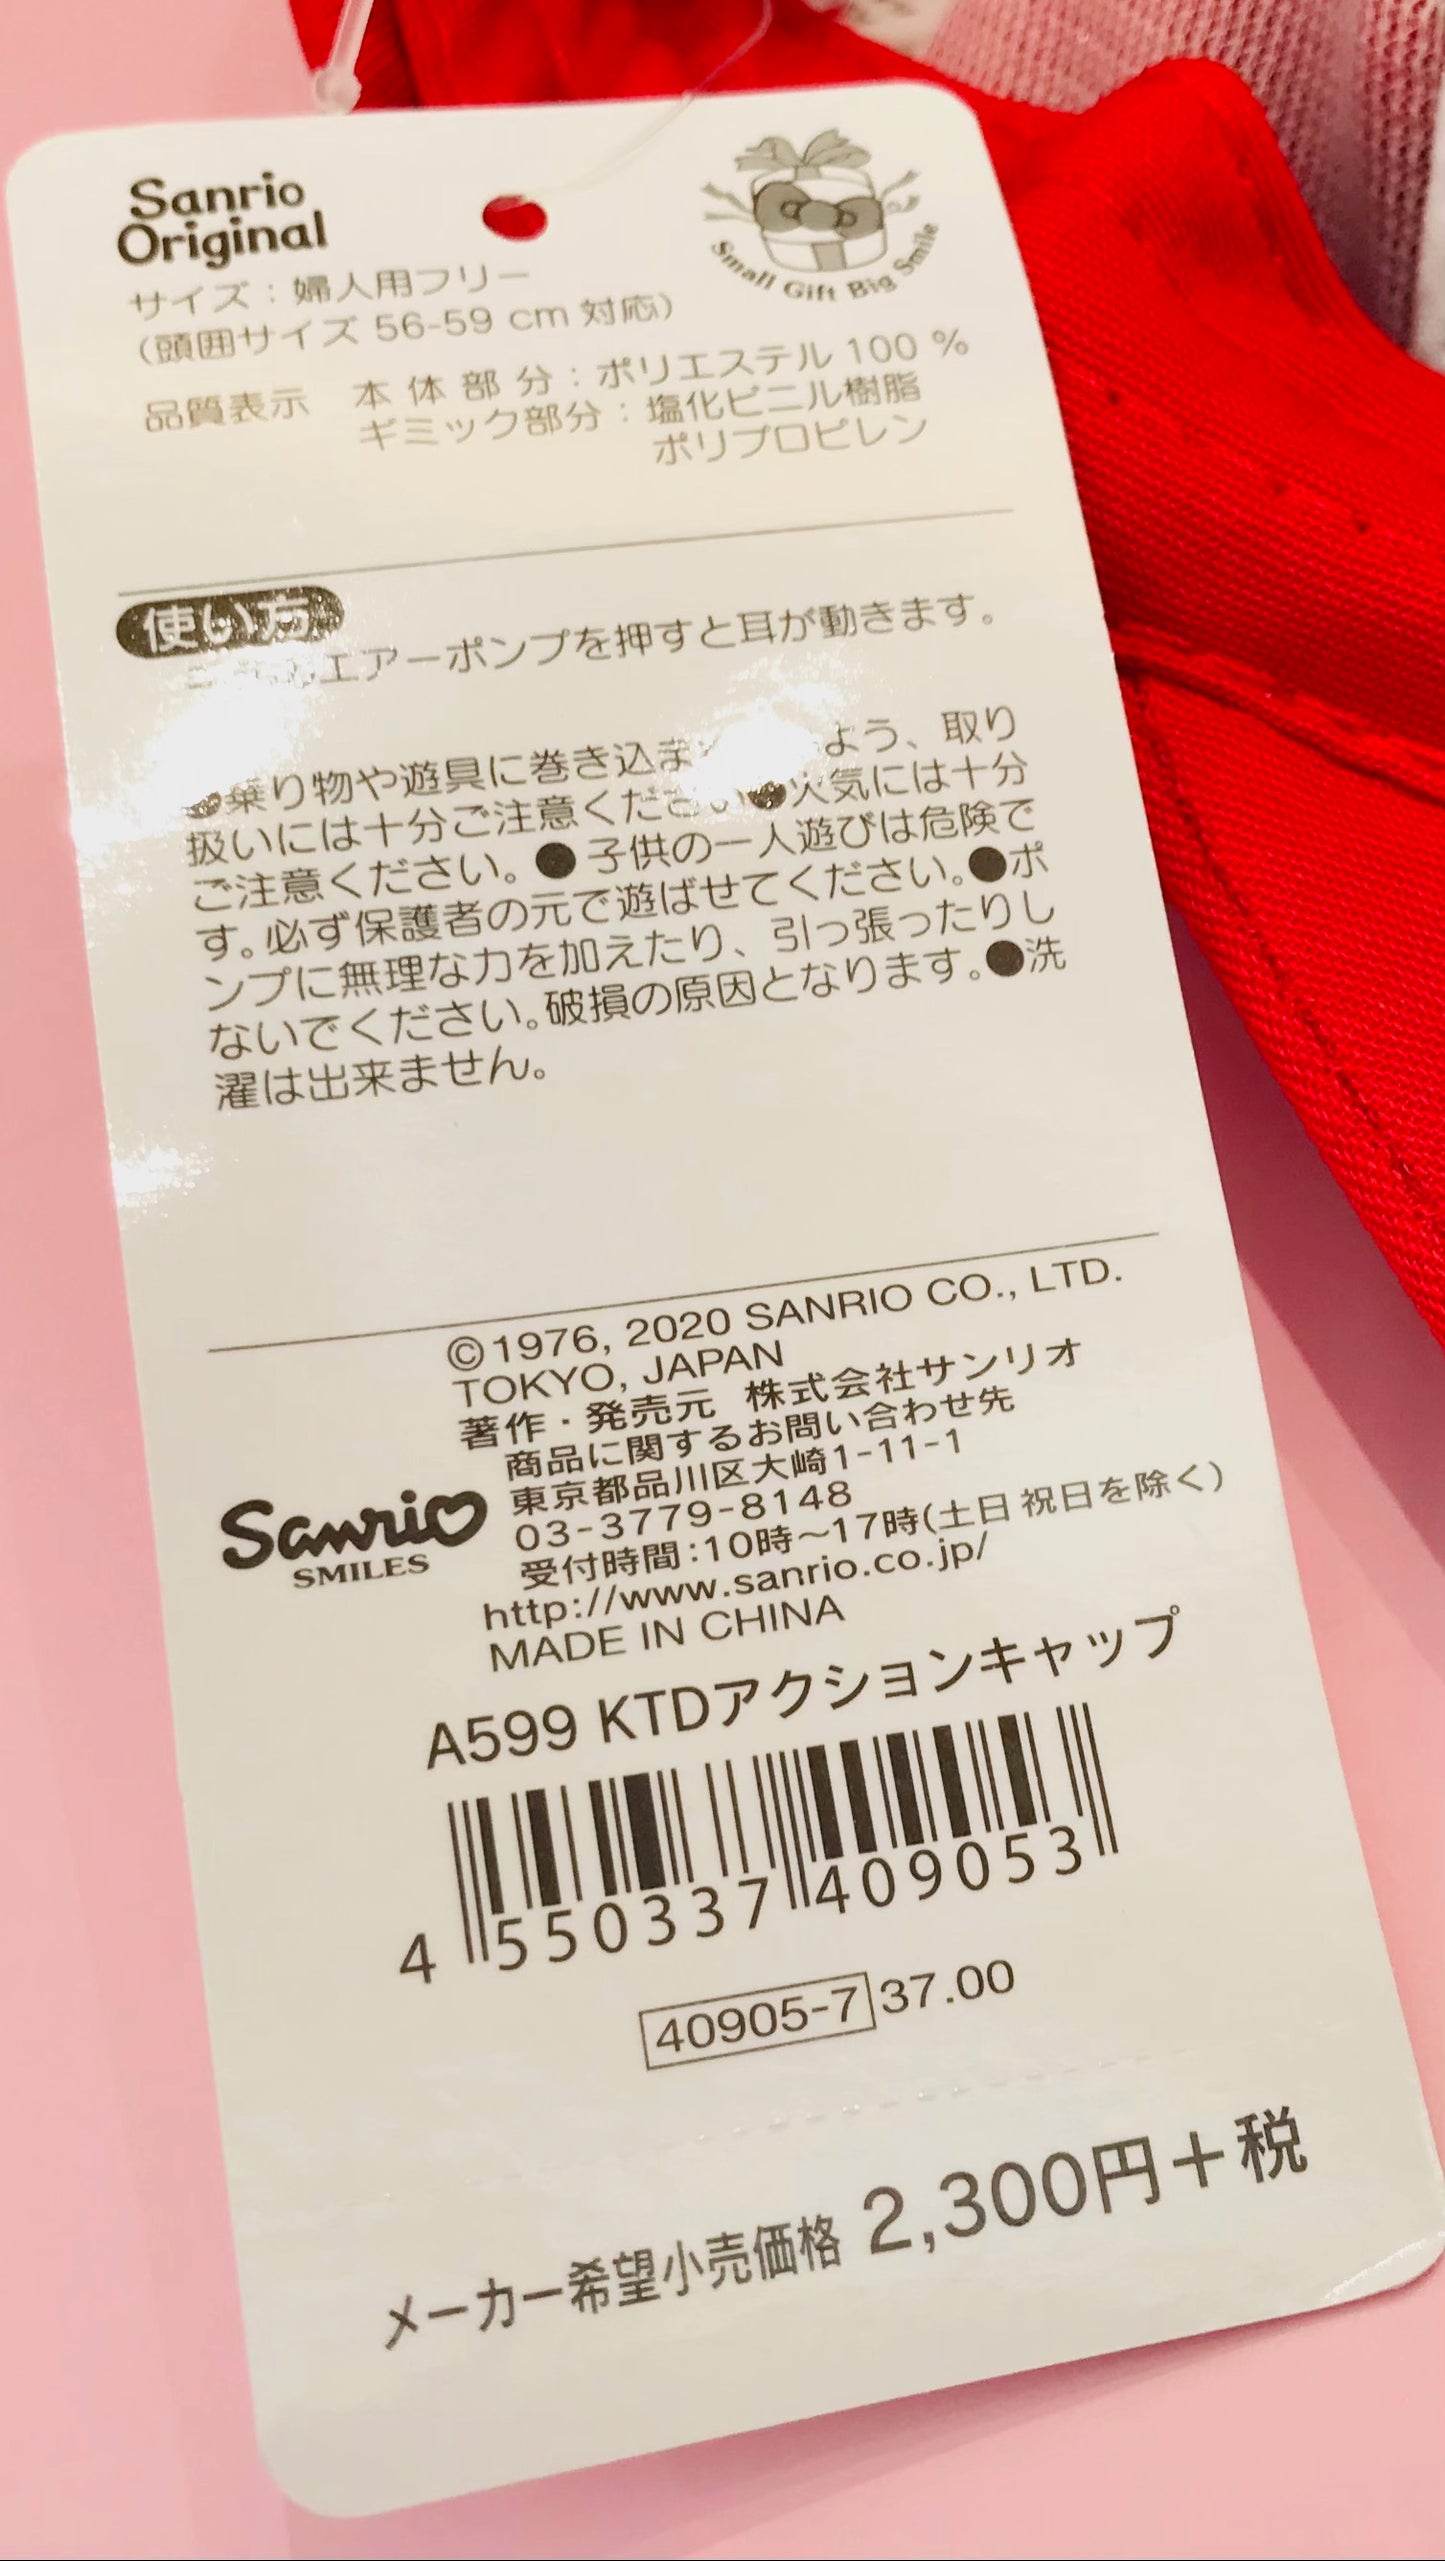 Sanrio
Original
Small Gift Big Smile
サイズ：婦人用フリー
（頭囲サイズ 56-59 cm 対応）
品質表示 本体部分：ポリエステル 100 %
ギミック部分：塩化ビニル樹脂
ポリプロピレン
使い方
エアーポンプを押すと耳が動きます。
●乗り物や遊具に巻き込ま よう、取り
扱いには十分ご注意ください●火気には十分
ご注意ください。●子供の一人遊びは危険で
す。必ず保護者の元で遊ばせてください。●ポ
ンプに無理な力を加えたり、引っ張ったりし
ないでください。破損の原因となります。●洗
濯は出来ません。
©1976, 2020 SANRIO CO., LTD.
TOKYO, JAPAN
著作・発売元 株式会社サンリオ
商品に関するお問い合わせ先
東京都品川区大崎1-11-1
03-3779-8148
受付時間:10時〜17時(土日祝日を除く)
http://www.sanrio.co.jp/
MADE IN CHINA
Sanrio
SMILES
A599 KTDアクションキャップ
4 550337 409053
40905-7 37.00
メーカー希望小売価格 2,300円＋税